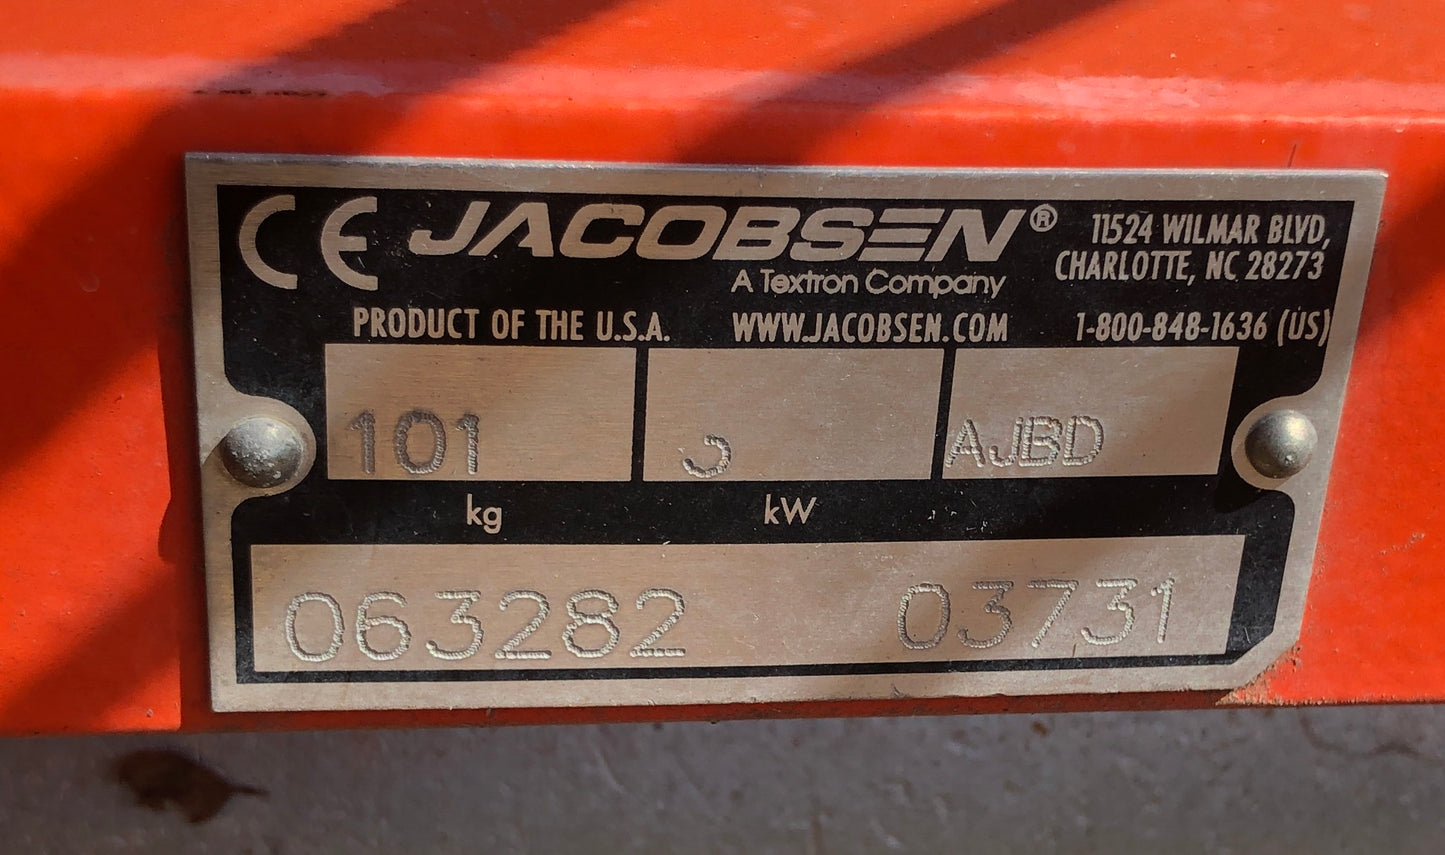 CE JACOBSEN® 11524 WILMAR BLVD,
A Textron Company CHARLOTTE, NC 28273
PRODUCT OF THE U.S.A. WWW.JACOBSEN.COM 1-800-848-1636 (US)
101 AJBD
kg kW
063282 03731